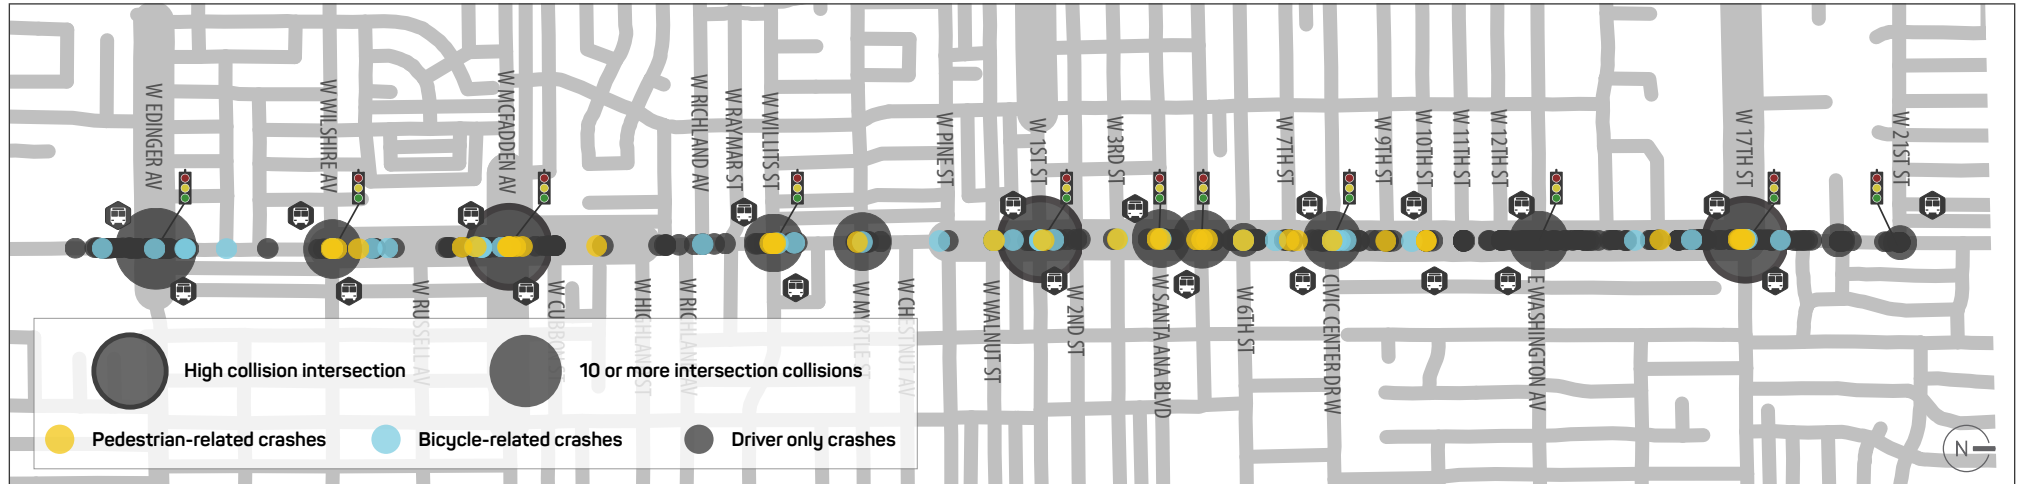 W EDINGER AV
W WILSHIRE AV
W MCFADDEN AV
W RICHLAND AV
W RAYMAR ST
W WILLITS ST
W PINE ST
W 1ST ST
W 3RD ST
W 7TH ST
W 9TH ST
W 10TH ST
W 11TH ST
W 12TH ST
W 17TH ST
W 21ST ST
W RUSSELL AV
W CUBBON ST
W HIGHLAND ST
W RICHLAND AV
W MYRTLE ST
W CHESTNUT AV
W WALNUT ST
W 2ND ST
W SANTA ANA BLVD
W 6TH ST
CIVIC CENTER DR W
E WASHINGTON AV
High collision intersection
10 or more intersection collisions
Pedestrian-related crashes
Bicycle-related crashes
Driver only crashes
N